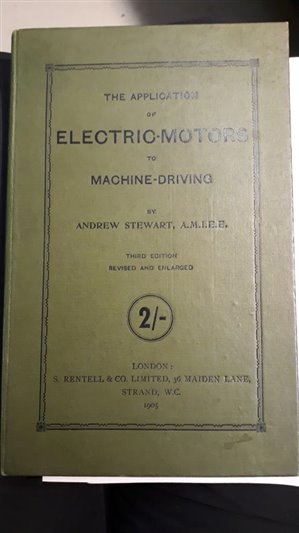 THE APPLICATION
OF
ELECTRIC-MOTORS
TO
MACHINE-DRIVING
BY
ANDREW STEWART, A.M.I.E.E.
THIRD EDITION
REVISED AND ENLARGED
2/-
LONDON:
S. RENTELL & CO. LIMITED, 36 MAIDEN LANE,
STRAND, W.C.
1905